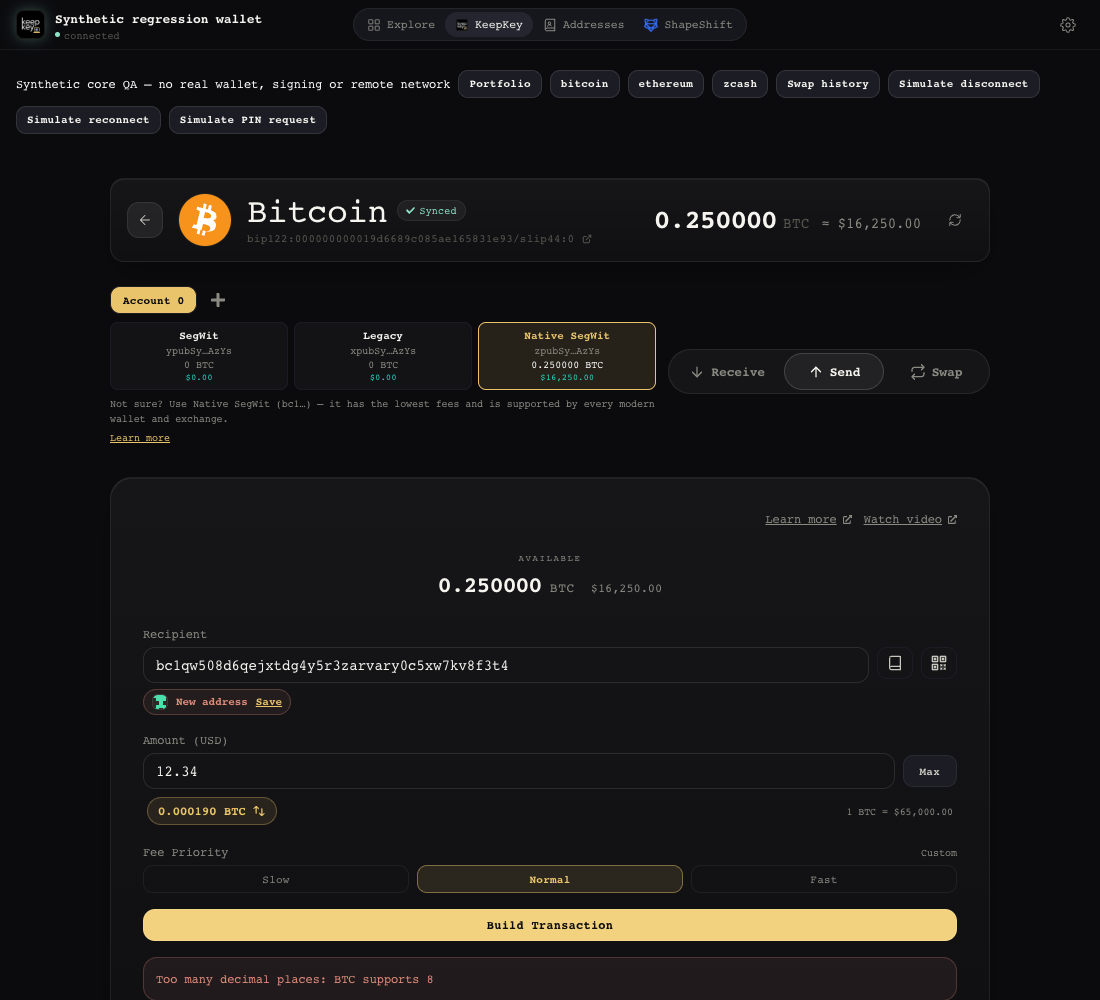 Synthetic regression wallet
connected
Explore
KeepKey
Addresses
ShapeShift
Synthetic core QA — no real wallet, signing or remote network
Portfolio
bitcoin
ethereum
zcash
Swap history
Simulate disconnect
Simulate reconnect
Simulate PIN request
Bitcoin
Synced
bip122:000000000019d6689c085ae165831e93/slip44:0
0.250000 BTC ≈ $16,250.00
Account 0
SegWit
ypubSy…AzYs
0 BTC
$0.00
Legacy
xpubSy…AzYs
0 BTC
$0.00
Native SegWit
zpubSy…AzYs
0.250000 BTC
$16,250.00
Receive
Send
Swap
Not sure? Use Native SegWit (bc1…) — it has the lowest fees and is supported by every modern
wallet and exchange.
Learn more
Learn more
Watch video
AVAILABLE
0.250000 BTC $16,250.00
Recipient
bc1qw508d6qejxtdg4y5r3zarvary0c5xw7kv8f3t4
New address Save
Amount (USD)
12.34
Max
0.000190 BTC
1 BTC = $65,000.00
Fee Priority
Custom
Slow
Normal
Fast
Build Transaction
Too many decimal places: BTC supports 8